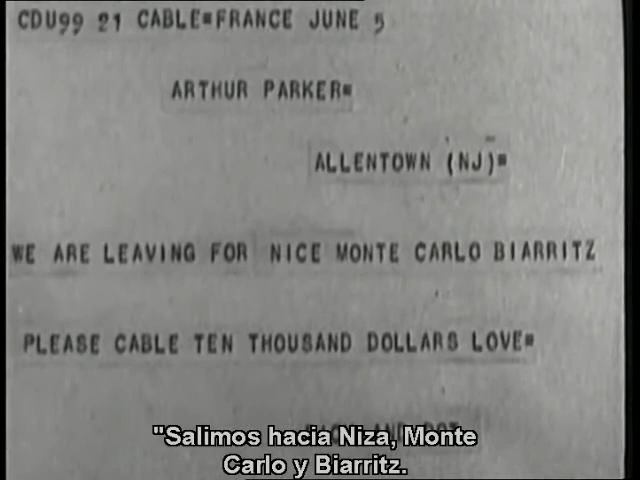 CDU99 21 CABLE=FRANCE JUNE 5
ARTHUR PARKER=
ALLENTOWN (NJ)=
WE ARE LEAVING FOR NICE MONTE CARLO BIARRITZ
PLEASE CABLE TEN THOUSAND DOLLARS LOVE=
"Salimos hacia Niza, Monte
Carlo y Biarritz.